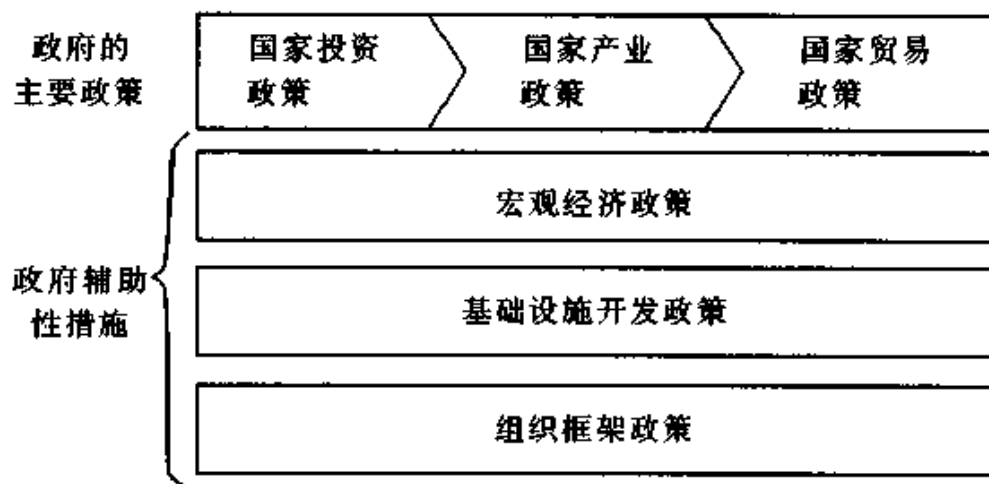 政府的
主要政策
国家投资
政策
国家产业
政策
国家贸易
政策
政府辅助
性措施
宏观经济政策
基础设施开发政策
组织框架政策